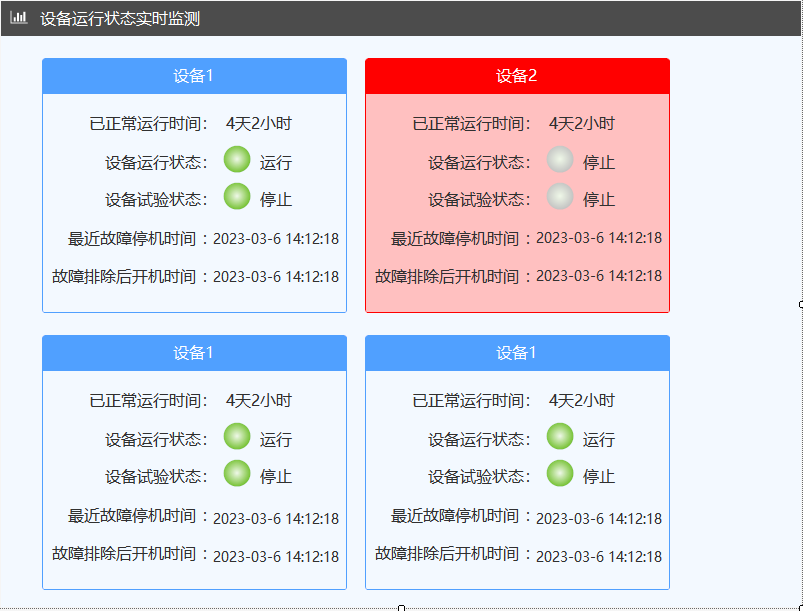 设备运行状态实时监测
设备1
已正常运行时间： 4天2小时
设备运行状态： 运行
设备试验状态： 停止
最近故障停机时间 ：2023-03-6 14:12:18
故障排除后开机时间 ：2023-03-6 14:12:18
设备2
已正常运行时间： 4天2小时
设备运行状态： 停止
设备试验状态： 停止
最近故障停机时间 ：2023-03-6 14:12:18
故障排除后开机时间 ：2023-03-6 14:12:18
设备1
已正常运行时间： 4天2小时
设备运行状态： 运行
设备试验状态： 停止
最近故障停机时间 ：2023-03-6 14:12:18
故障排除后开机时间 ：2023-03-6 14:12:18
设备1
已正常运行时间： 4天2小时
设备运行状态： 运行
设备试验状态： 停止
最近故障停机时间 ：2023-03-6 14:12:18
故障排除后开机时间 ：2023-03-6 14:12:18